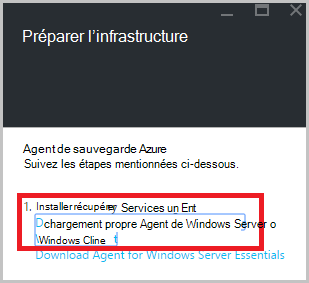 Préparer l'infrastructure
Agent de sauvegarde Azure
Suivez les étapes mentionnées ci-dessous.
1. Installer récupérer Services un Ent
Dchargement propre Agent de Windows Server o
Windows Cline t
Download Agent for Windows Server Essentials